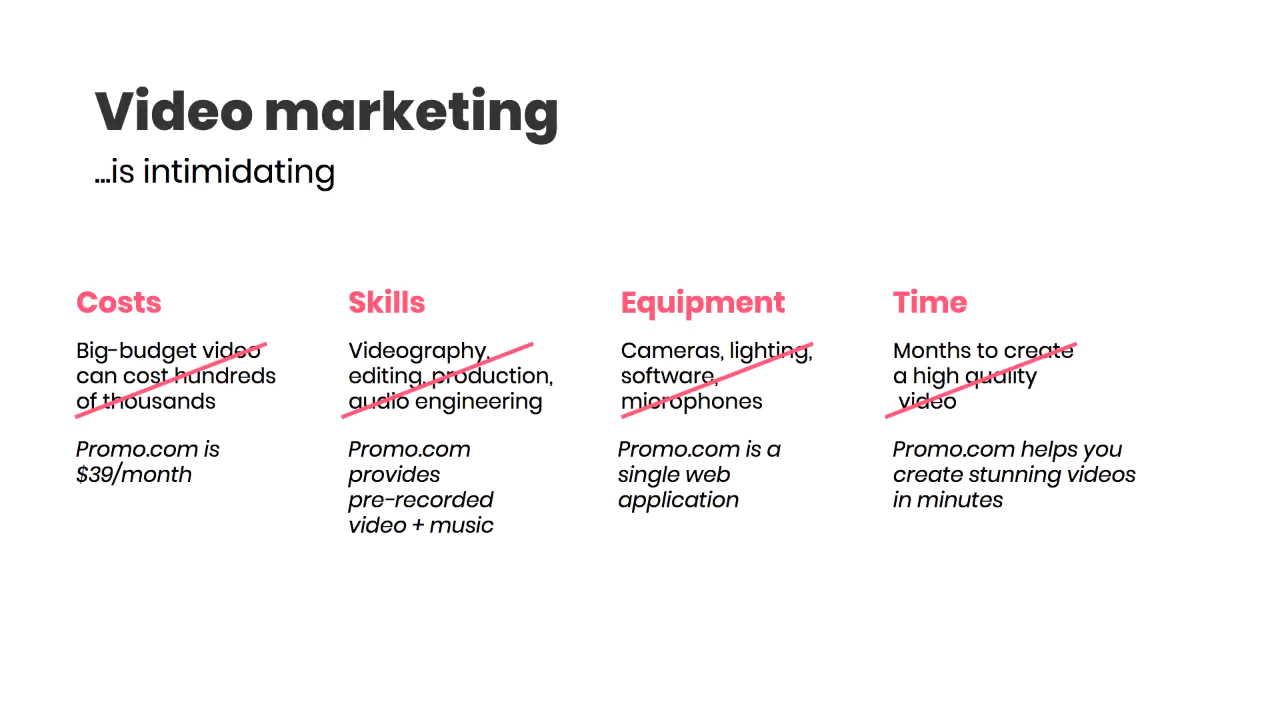 Video marketing
...is intimidating
Costs
Big-budget video
can cost hundreds
of thousands
Promo.com is
$39/month
Skills
Videography,
editing, production,
audio engineering
Promo.com
provides
pre-recorded
video + music
Equipment
Cameras, lighting,
software,
microphones
Promo.com is a
single web
application
Time
Months to create
a high quality
video
Promo.com helps you
create stunning videos
in minutes